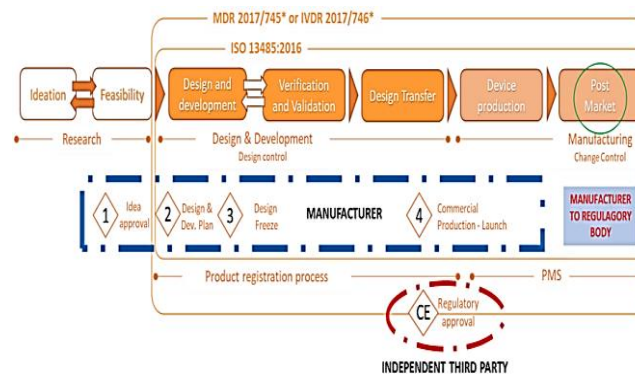 MDR 2017/745* or IVDR 2017/746*
ISO 13485:2016
Ideation
Feasibility
Design and
development
Verification
and Validation
Design Transfer
Device
production
Post
Market
Research
Design & Development
Design control
Manufacturing
Change Control
1
Idea
approval
2
Design &
Dev. Plan
3
Design
Freeze
MANUFACTURER
4
Commercial
Production - Launch
MANUFACTURER
TO REGULAGORY
BODY
Product registration process
PMS
CE
Regulatory
approval
INDEPENDENT THIRD PARTY